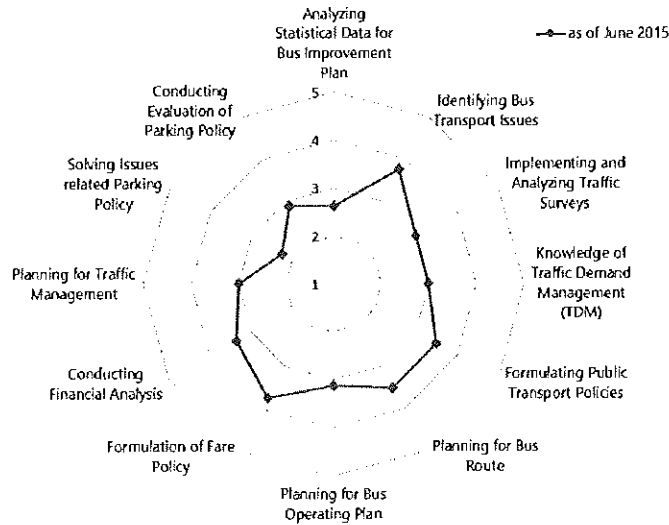 Analyzing
Statistical Data for
Bus Improvement
Plan
as of June 2015
Identifying Bus
Transport Issues
Implementing and
Analyzing Traffic
Surveys
Knowledge of
Traffic Demand
Management
(TDM)
Formulating Public
Transport Policies
Planning for Bus
Route
Planning for Bus
Operating Plan
Formulation of Fare
Policy
Conducting
Financial Analysis
Planning for Traffic
Management
Solving Issues
related Parking
Policy
Conducting
Evaluation of
Parking Policy
5
4
3
2
1